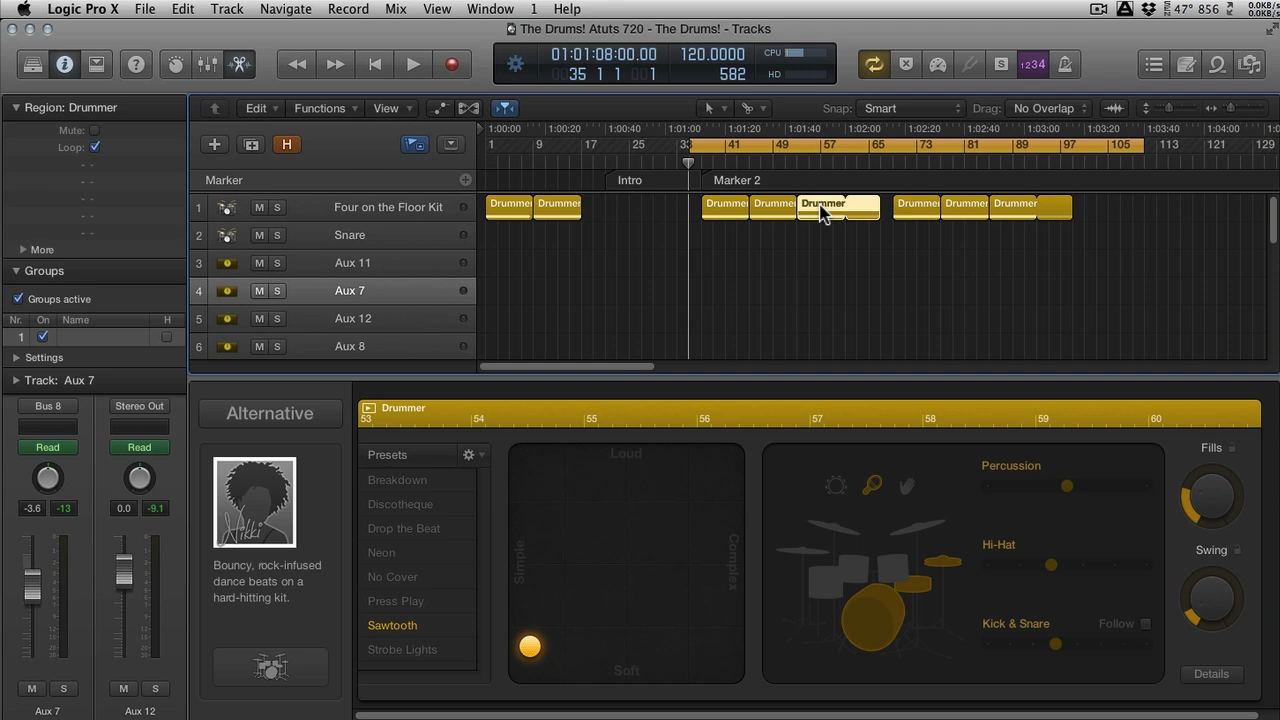 Logic Pro X File Edit Track Navigate Record Mix View Window 1 Help 47° 856 0.0KB/s 0.0KB/s
The Drums! Atuts 720 - The Drums! - Tracks
01:01:08:00.00 120.0000 CPU
35 1 1 1 582 HD
1234
Region: Drummer
Mute:
Loop:
More
Groups
Groups active
Nr. On Name H
1
Settings
Track: Aux 7
Bus 8 Stereo Out
Read Read
-3.6 -13 0.0 -9.1
M S M S
Aux 7 Aux 12
Edit Functions View Snap: Smart Drag: No Overlap
H
1:00:00 1:00:20 1:00:40 1:01:00 1:01:20 1:01:40 1:02:00 1:02:20 1:02:40 1:03:00 1:03:20 1:03:40 1:04:00
1 9 17 25 33 41 49 57 65 73 81 89 97 105 113 121 129
Marker Intro Marker 2
1 M S Four on the Floor Kit Drummer Drummer Drummer Drummer Drummer Drummer Drummer Drummer
2 M S Snare
3 M S Aux 11
4 M S Aux 7
5 M S Aux 12
6 M S Aux 8
Alternative
Nikki
Bouncy, rock-infused
dance beats on a
hard-hitting kit.
Drummer
53 54 55 56 57 58 59 60
Presets
Breakdown
Discotheque
Drop the Beat
Neon
No Cover
Press Play
Sawtooth
Strobe Lights
Loud
Simple
Complex
Soft
Percussion
Hi-Hat
Kick & Snare Follow
Fills
Swing
Details